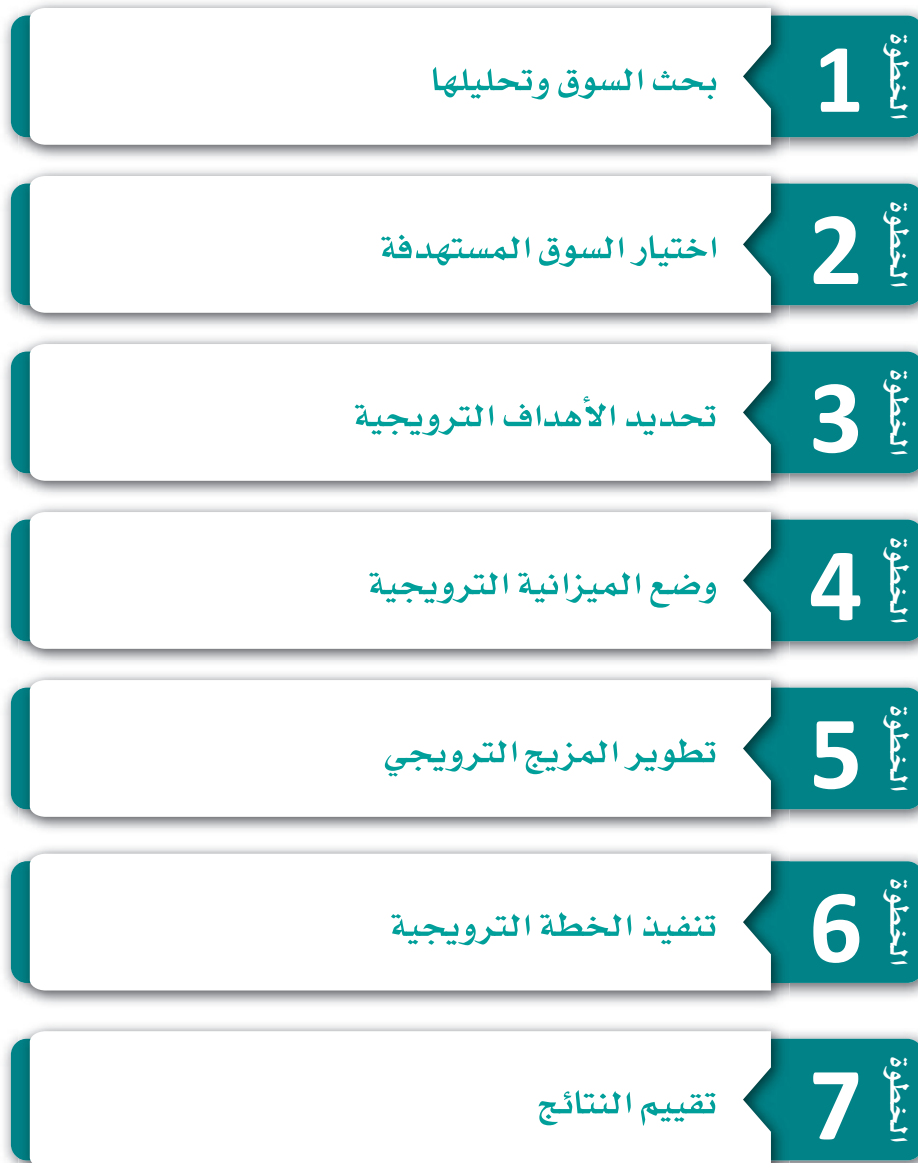 الخطوة
1
بحث السوق وتحليلها
الخطوة
2
اختيار السوق المستهدفة
الخطوة
3
تحديد الأهداف الترويجية
الخطوة
4
وضع الميزانية الترويجية
الخطوة
5
تطوير المزيج الترويجي
الخطوة
6
تنفيذ الخطة الترويجية
الخطوة
7
تقييم النتائج